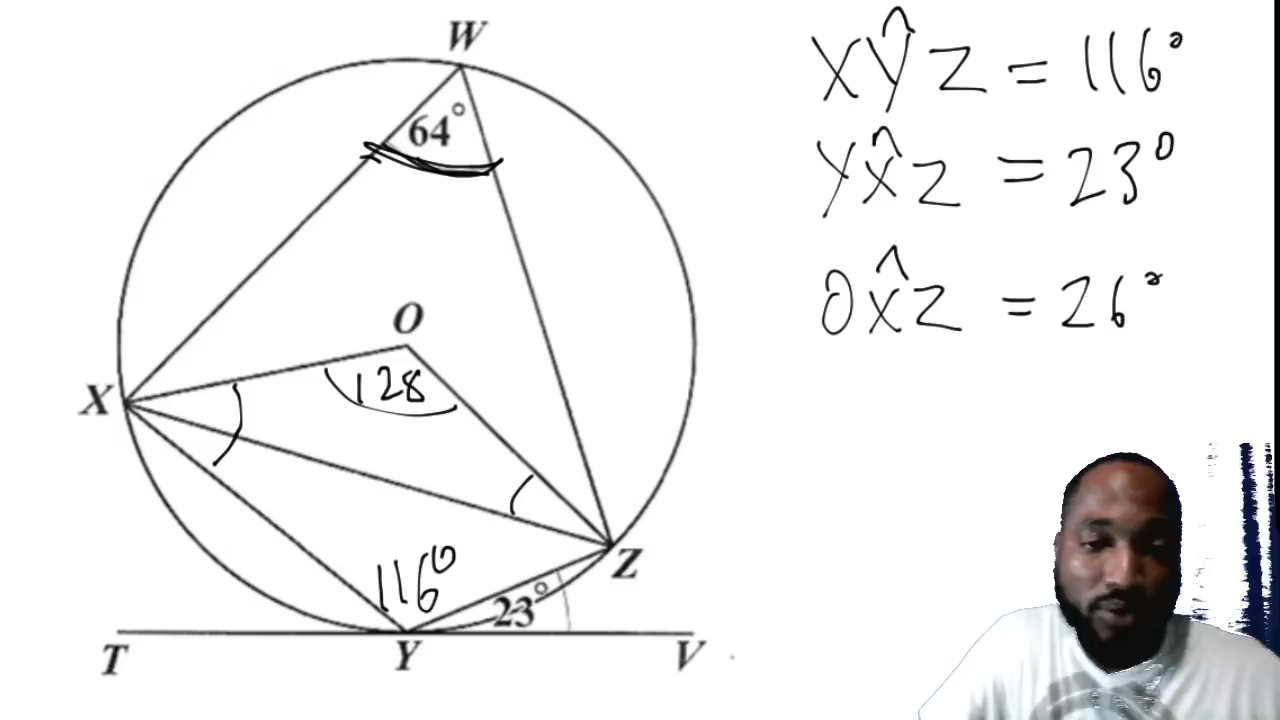 W
64°
XŶZ = 116°
YX̂Z = 23°
OX̂Z = 26°
O
128
X
116°
Z
23°
T
Y
V